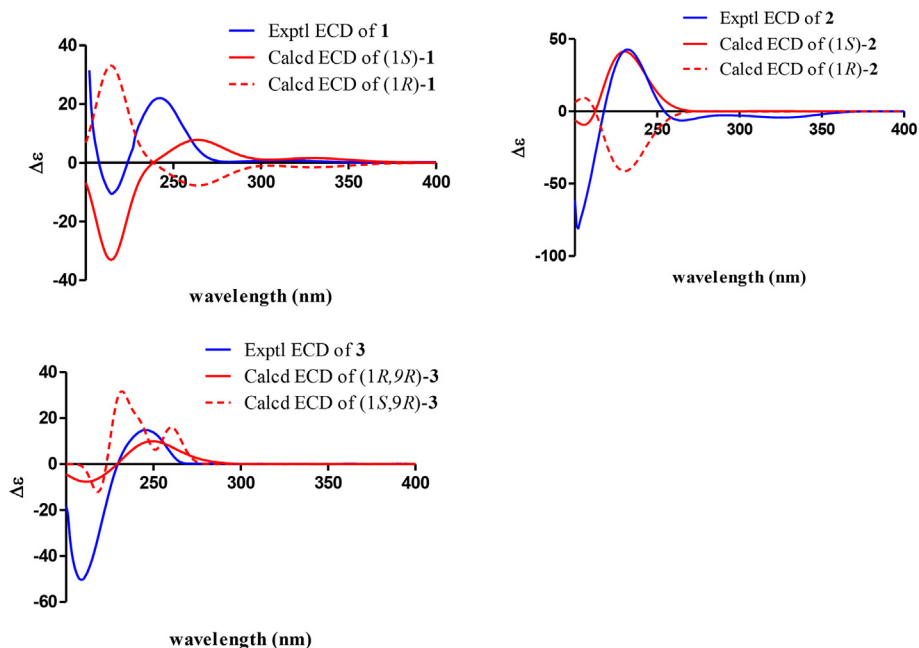 Exptl ECD of 1
Calcd ECD of (1S)-1
Calcd ECD of (1R)-1
40
20
0
-20
-40
250
300
350
400
Δε
wavelength (nm)
Exptl ECD of 2
Calcd ECD of (1S)-2
Calcd ECD of (1R)-2
50
0
-50
-100
250
300
350
400
Δε
wavelength (nm)
Exptl ECD of 3
Calcd ECD of (1R,9R)-3
Calcd ECD of (1S,9R)-3
40
20
0
-20
-40
-60
250
300
350
400
Δε
wavelength (nm)